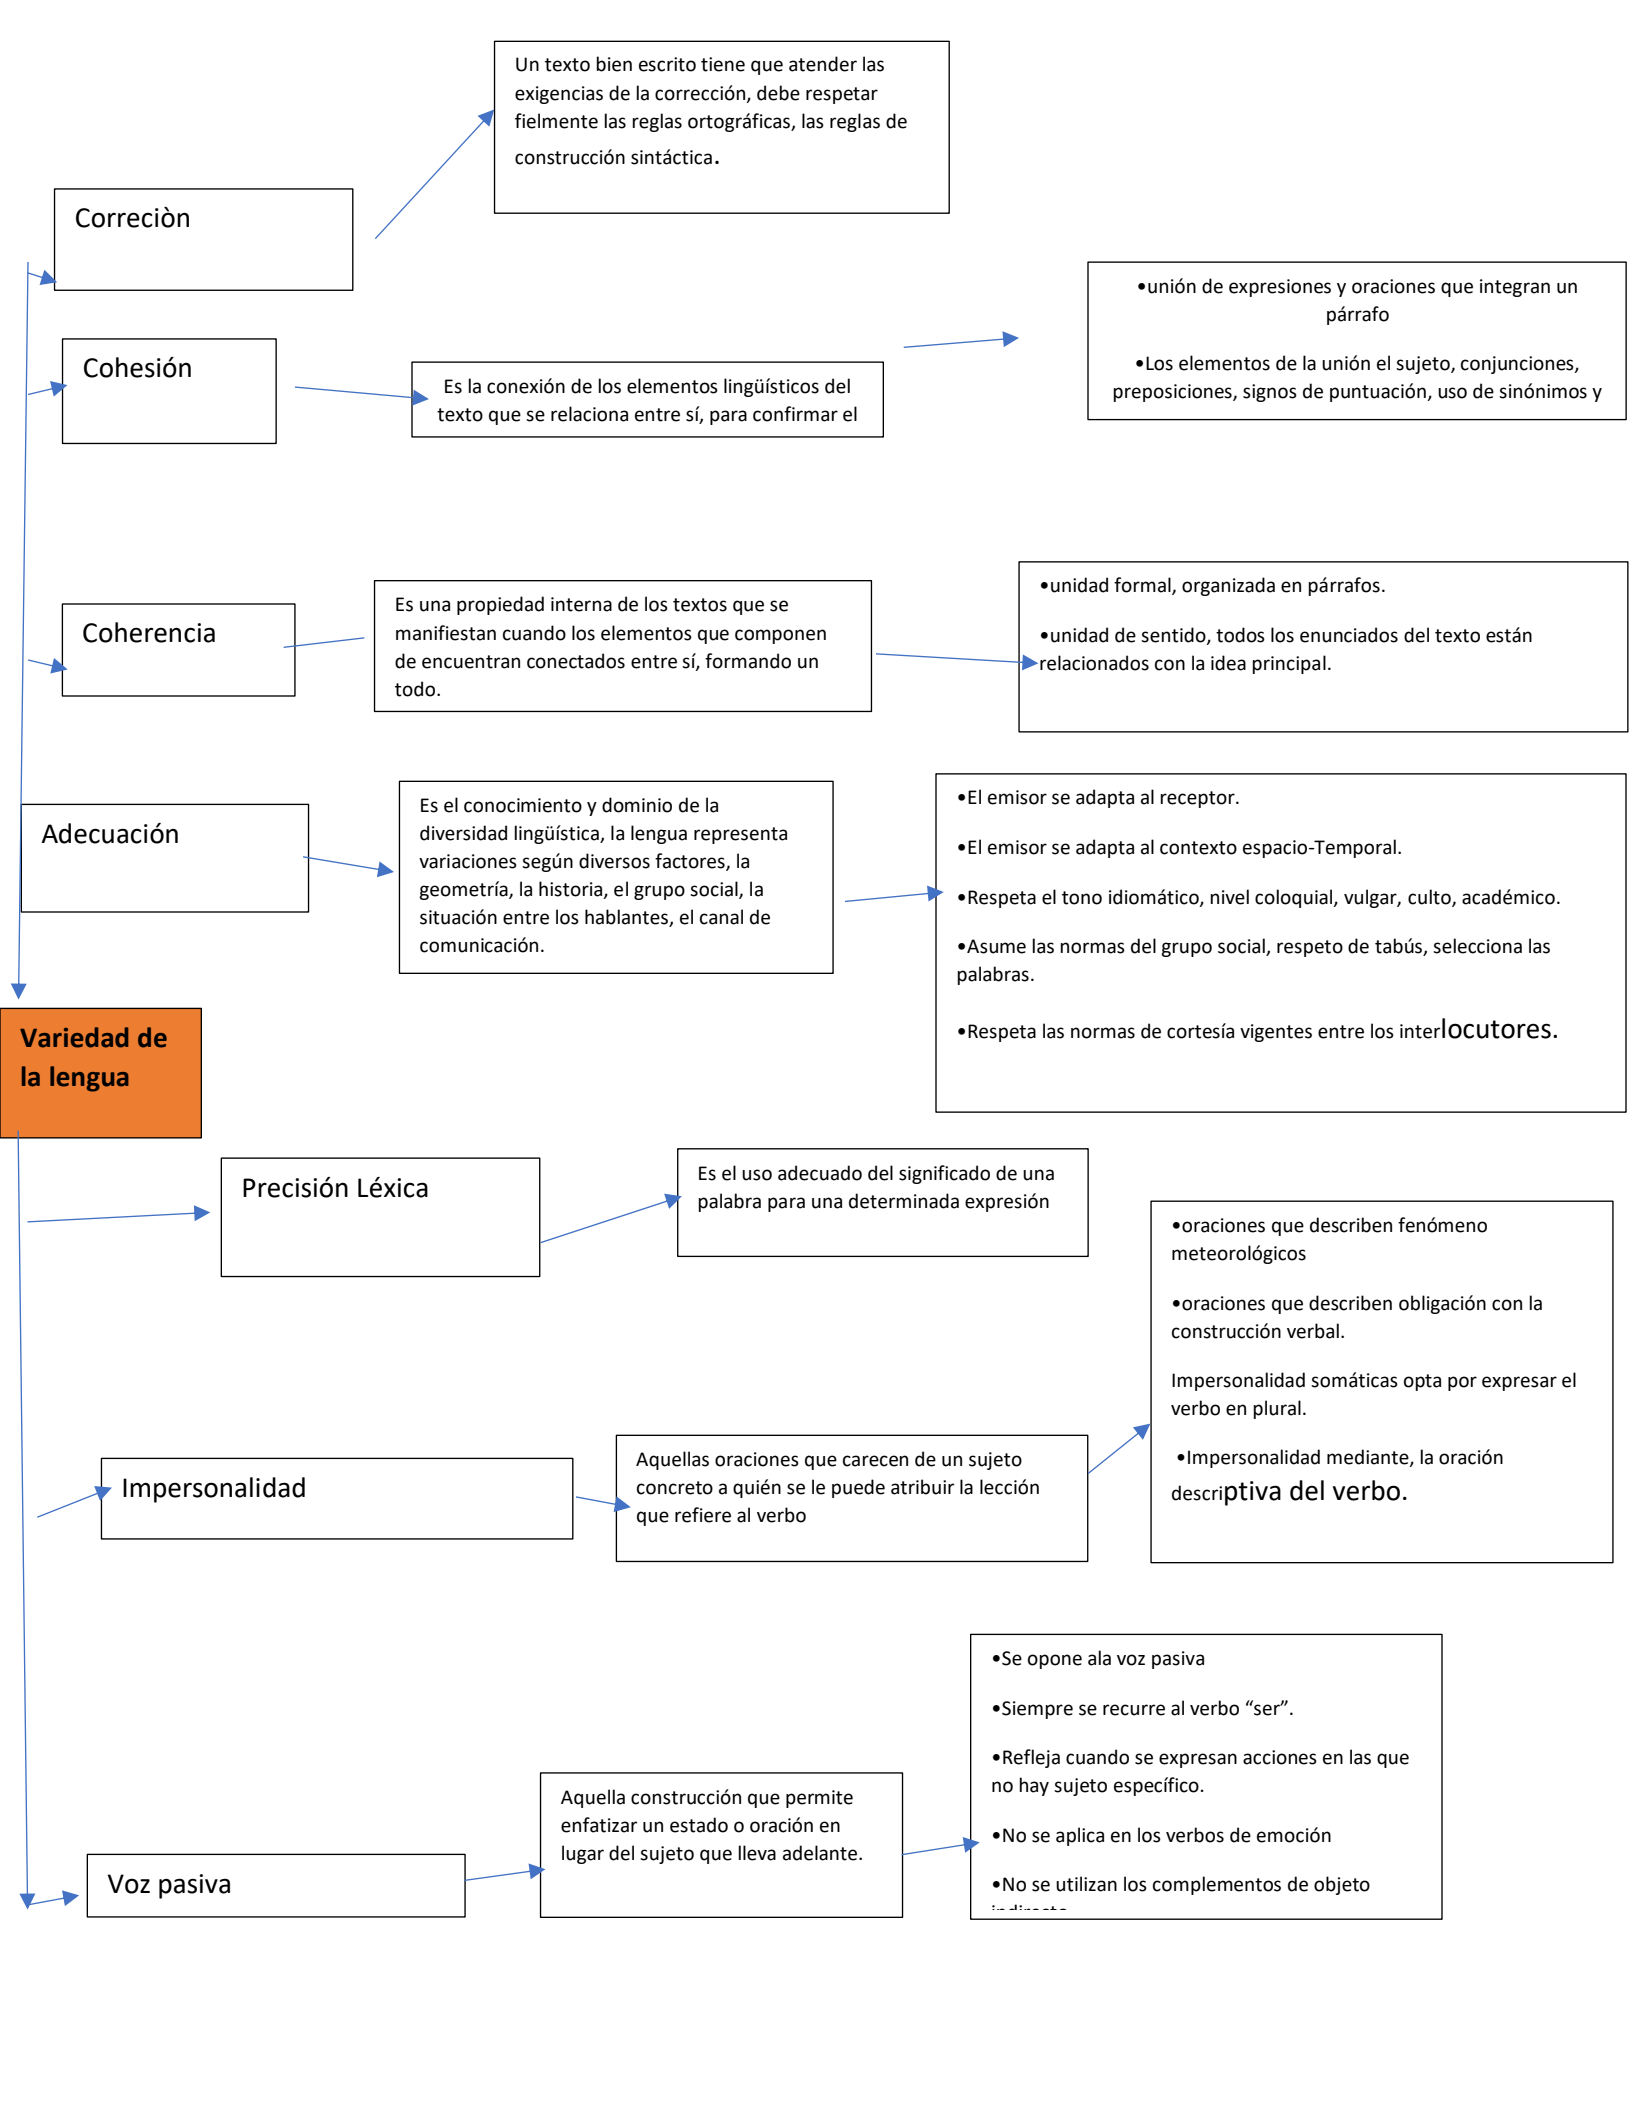 Un texto bien escrito tiene que atender las
exigencias de la corrección, debe respetar
fielmente las reglas ortográficas, las reglas de
construcción sintáctica.
Correciòn
•unión de expresiones y oraciones que integran un
párrafo
•Los elementos de la unión el sujeto, conjunciones,
preposiciones, signos de puntuación, uso de sinónimos y
Cohesión
Es la conexión de los elementos lingüísticos del
texto que se relaciona entre sí, para confirmar el
Coherencia
Es una propiedad interna de los textos que se
manifiestan cuando los elementos que componen
de encuentran conectados entre sí, formando un
todo.
•unidad formal, organizada en párrafos.
•unidad de sentido, todos los enunciados del texto están
relacionados con la idea principal.
Adecuación
Es el conocimiento y dominio de la
diversidad lingüística, la lengua representa
variaciones según diversos factores, la
geometría, la historia, el grupo social, la
situación entre los hablantes, el canal de
comunicación.
•El emisor se adapta al receptor.
•El emisor se adapta al contexto espacio-Temporal.
•Respeta el tono idiomático, nivel coloquial, vulgar, culto, académico.
•Asume las normas del grupo social, respeto de tabús, selecciona las
palabras.
•Respeta las normas de cortesía vigentes entre los interlocutores.
Variedad de
la lengua
Precisión Léxica
Es el uso adecuado del significado de una
palabra para una determinada expresión
Impersonalidad
Aquellas oraciones que carecen de un sujeto
concreto a quién se le puede atribuir la lección
que refiere al verbo
•oraciones que describen fenómeno
meteorológicos
•oraciones que describen obligación con la
construcción verbal.
Impersonalidad somáticas opta por expresar el
verbo en plural.
•Impersonalidad mediante, la oración
descriptiva del verbo.
Voz pasiva
Aquella construcción que permite
enfatizar un estado o oración en
lugar del sujeto que lleva adelante.
•Se opone ala voz pasiva
•Siempre se recurre al verbo “ser”.
•Refleja cuando se expresan acciones en las que
no hay sujeto específico.
•No se aplica en los verbos de emoción
•No se utilizan los complementos de objeto